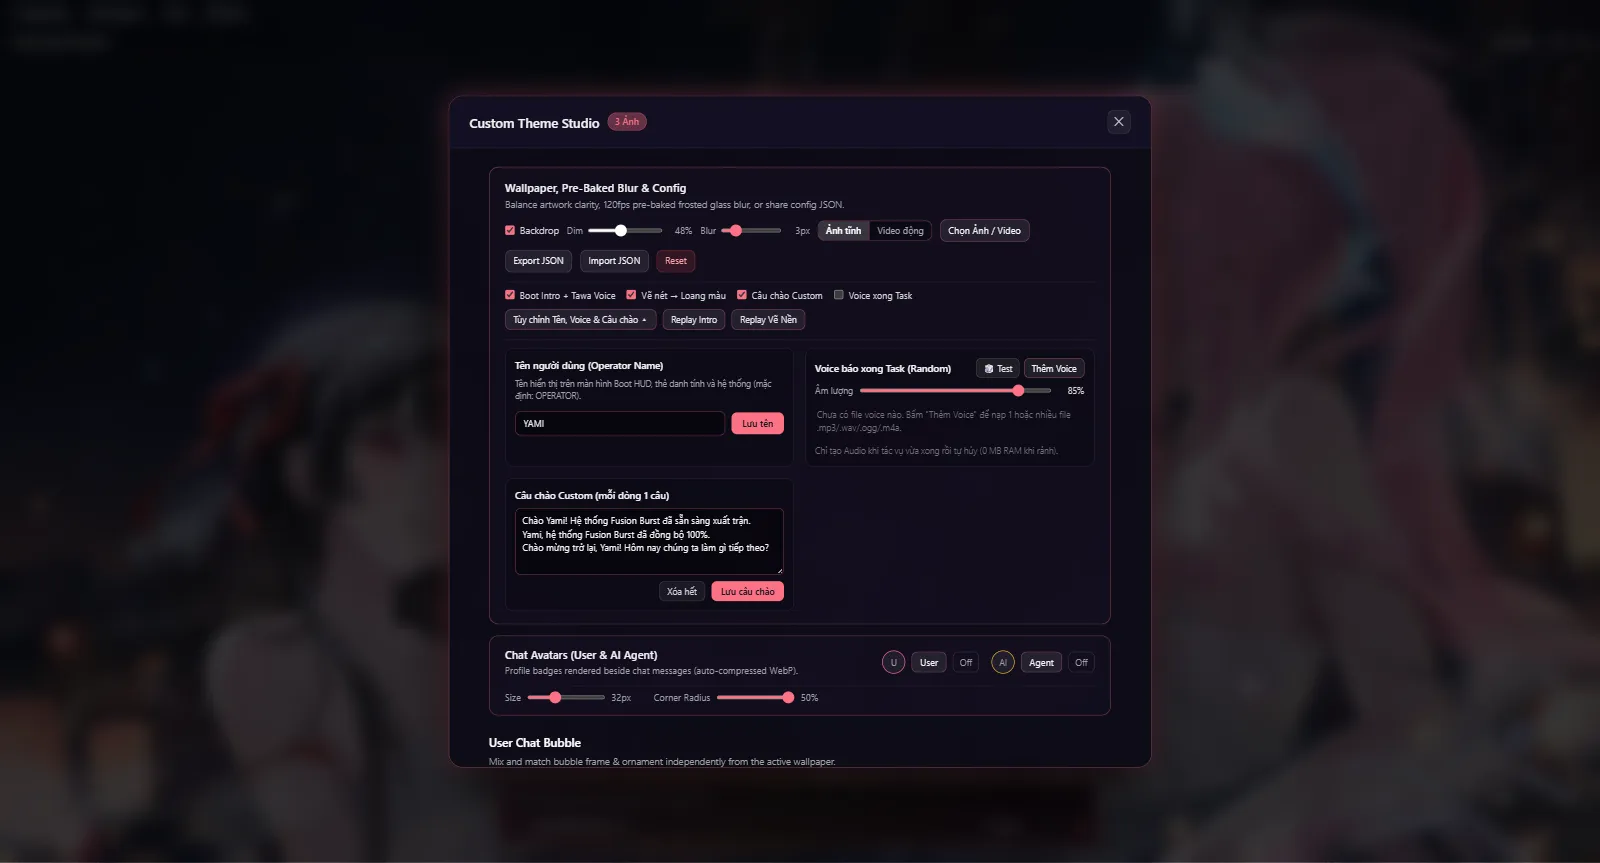 Custom Theme Studio 3 Ảnh
Wallpaper, Pre-Baked Blur & Config
Balance artwork clarity, 120fps pre-baked frosted glass blur, or share config JSON.
Backdrop Dim 48% Blur 3px Ảnh tĩnh Video động Chọn Ảnh / Video
Export JSON Import JSON Reset
Boot Intro + Tawa Voice Vẽ nét → Loang màu Câu chào Custom Voice xong Task
Tùy chỉnh Tên, Voice & Câu chào Replay Intro Replay Vẽ Nền
Tên người dùng (Operator Name)
Tên hiển thị trên màn hình Boot HUD, thẻ danh tính và hệ thống (mặc
định: OPERATOR).
YAMI Lưu tên
Voice báo xong Task (Random) Test Thêm Voice
Âm lượng 85%
Chưa có file voice nào. Bấm "Thêm Voice" để nạp 1 hoặc nhiều file
.mp3/.wav/.ogg/.m4a.
Chỉ tạo Audio khi tác vụ vừa xong rồi tự hủy (0 MB RAM khi rảnh).
Câu chào Custom (mỗi dòng 1 câu)
Chào Yami! Hệ thống Fusion Burst đã sẵn sàng xuất trận.
Yami, hệ thống Fusion Burst đã đồng bộ 100%.
Chào mừng trở lại, Yami! Hôm nay chúng ta làm gì tiếp theo?
Xóa hết Lưu câu chào
Chat Avatars (User & AI Agent)
Profile badges rendered beside chat messages (auto-compressed WebP).
U User Off AI Agent Off
Size 32px Corner Radius 50%
User Chat Bubble
Mix and match bubble frame & ornament independently from the active wallpaper.